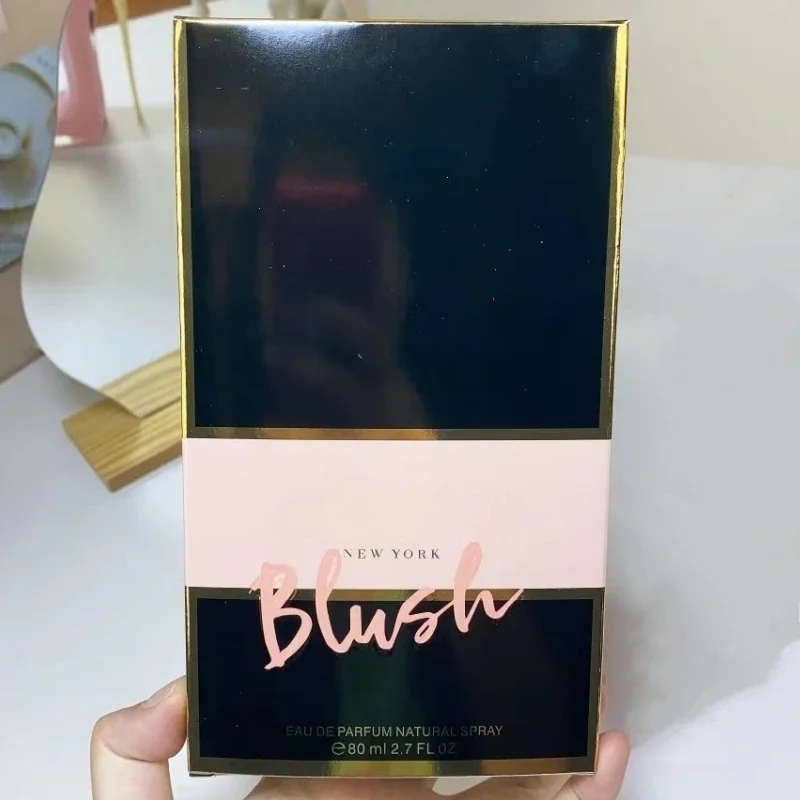 NEW YORK
Blush
EAU DE PARFUM NATURAL SPRAY
℮80 ml 2.7 FL OZ